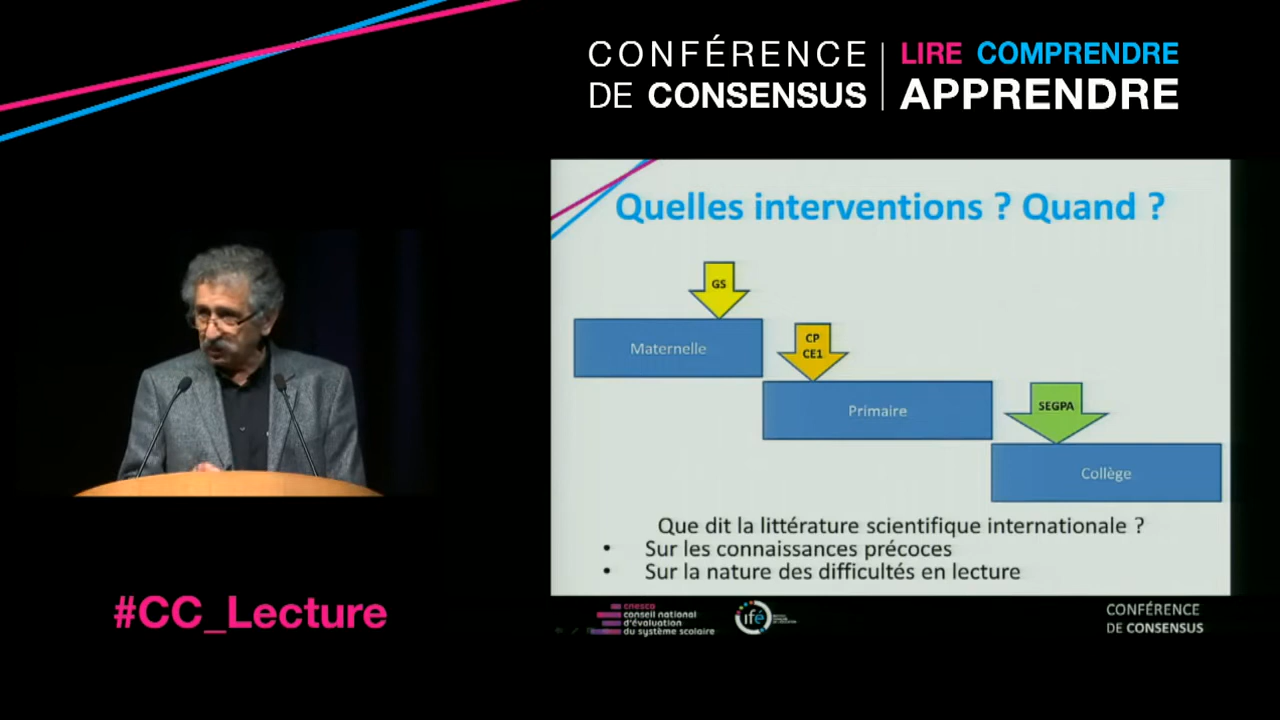 CONFÉRENCE
DE CONSENSUS
LIRE COMPRENDRE
APPRENDRE
Quelles interventions ? Quand ?
GS
Maternelle
CP
CE1
Primaire
SEGPA
Collège
Que dit la littérature scientifique internationale ?
• Sur les connaissances précoces
• Sur la nature des difficultés en lecture
#CC_Lecture
cnesco
conseil national
d'évaluation
du système scolaire
ifé
CONFÉRENCE
DE CONSENSUS